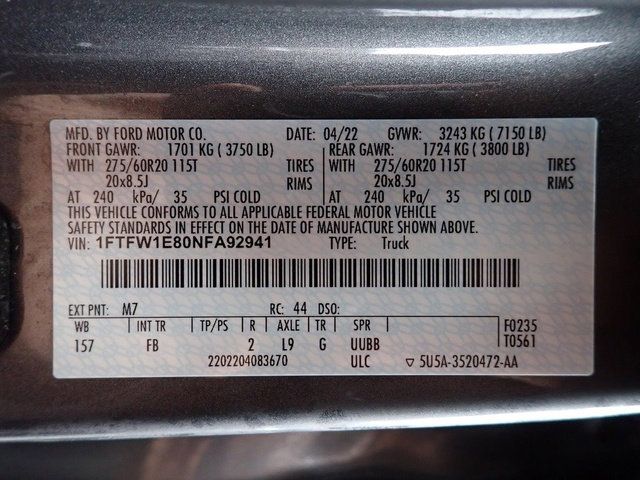 MFD. BY FORD MOTOR CO. DATE: 04/22 GVWR: 3243 KG ( 7150 LB)
FRONT GAWR: 1701 KG ( 3750 LB) REAR GAWR: 1724 KG ( 3800 LB)
WITH 275/60R20 115T TIRES WITH 275/60R20 115T TIRES
20x8.5J RIMS 20x8.5J RIMS
AT 240 kPa/ 35 PSI COLD AT 240 kPa/ 35 PSI COLD
THIS VEHICLE CONFORMS TO ALL APPLICABLE FEDERAL MOTOR VEHICLE
SAFETY STANDARDS IN EFFECT ON THE DATE OF MANUFACTURE SHOWN ABOVE.
VIN: 1FTFW1E80NFA92941 TYPE: Truck
EXT PNT: M7 RC: 44 DSO:
WB INT TR TP/PS R AXLE TR SPR F0235
157 FB 2 L9 G UUBB T0561
2202204083670 ULC ▽ 5U5A-3520472-AA